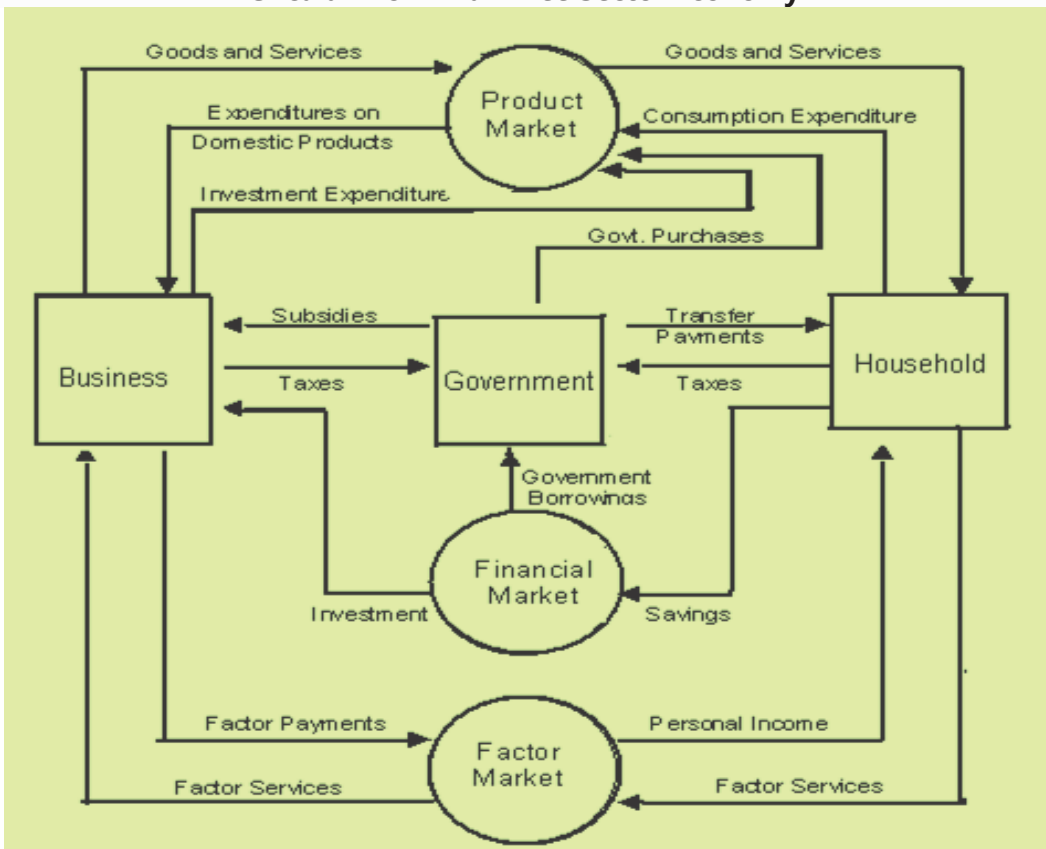 Goods and Services
Goods and Services
Product
Market
Expenditures on
Domestic Products
Consumption Expenditure
Investment Expenditure
Govt. Purchases
Subsidies
Transfer
Payments
Business
Government
Household
Taxes
Taxes
Government
Borrowings
Financial
Market
Investment
Savings
Factor Payments
Personal Income
Factor
Market
Factor Services
Factor Services